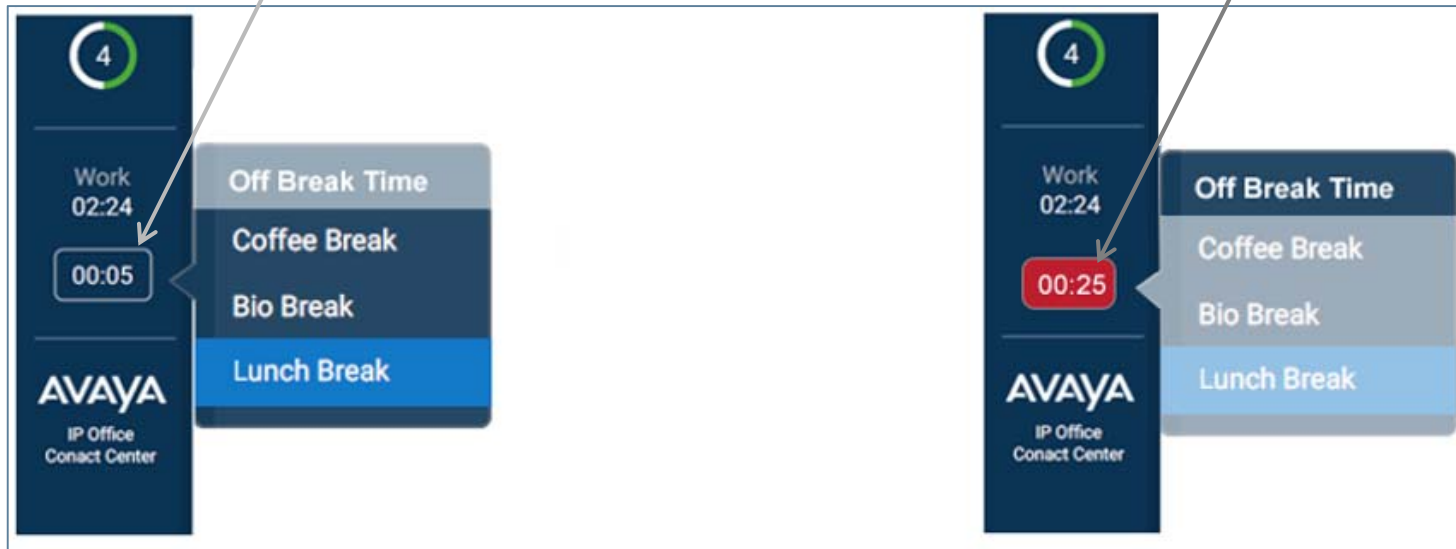 4
Work
02:24
00:05
Off Break Time
Coffee Break
Bio Break
Lunch Break
AVAYA
IP Office
Conact Center
4
Work
02:24
00:25
Off Break Time
Coffee Break
Bio Break
Lunch Break
AVAYA
IP Office
Conact Center